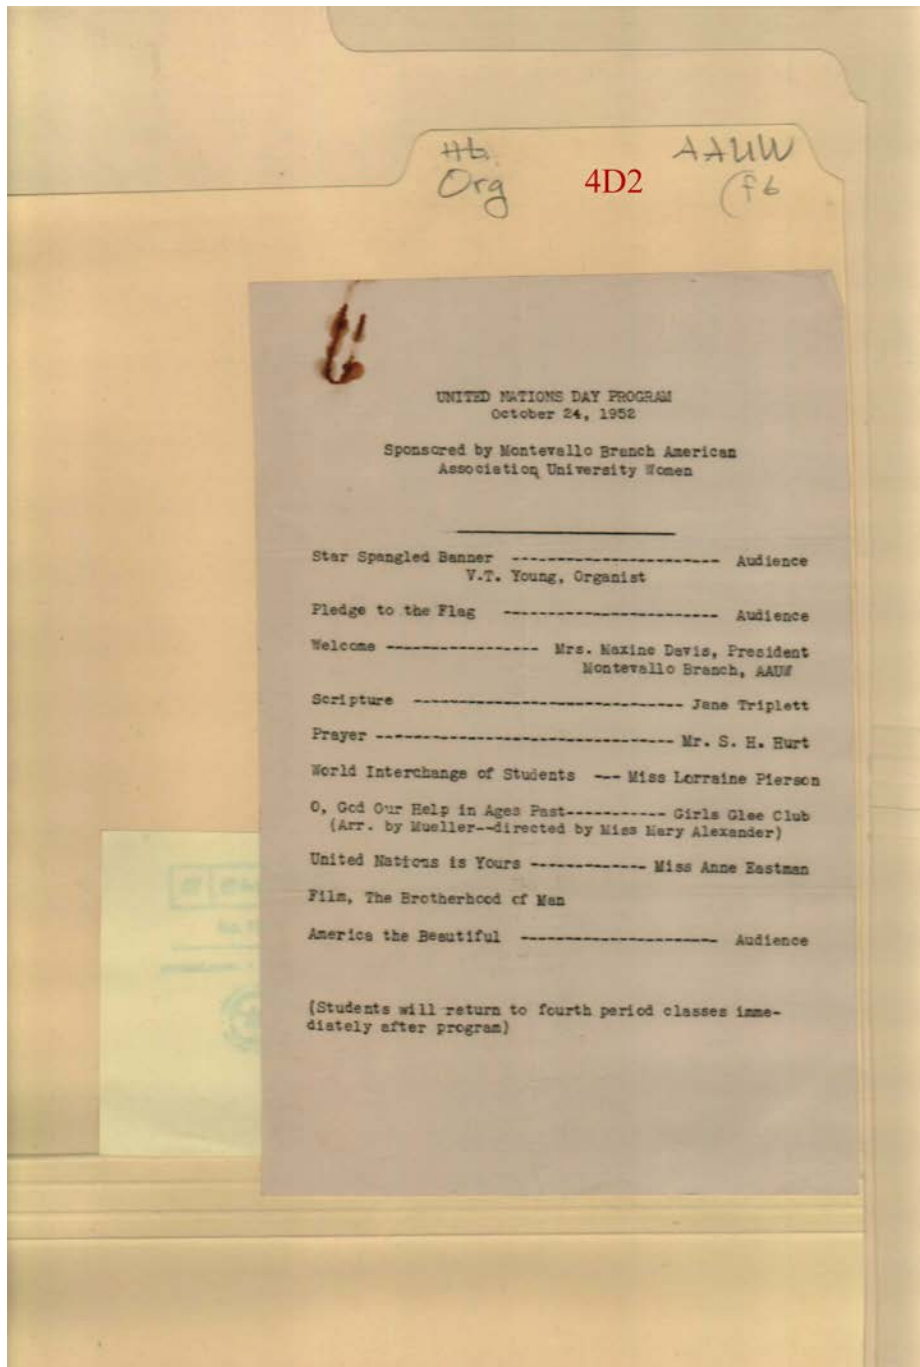 Org
4D2
AAUW
UNITED NATIONS DAY PROGRAM
October 24, 1952
Sponsored by Montevallo Branch American
Association University Women
Star Spangled Banner ----------------------- Audience
V.T. Young, Organist
Pledge to the Flag ------------------------ Audience
Welcome ----------------- Mrs. Maxine Davis, President
Montevallo Branch, AAUW
Scripture ------------------------------ Jane Triplett
Prayer --------------------------------- Mr. S. H. Hurt
World Interchange of Students --- Miss Lorraine Pierson
O, God Our Help in Ages Past----------- Girls Glee Club
(Arr. by Mueller--directed by Miss Mary Alexander)
United Nations is Yours ------------- Miss Anne Eastman
Film, The Brotherhood of Man
America the Beautiful ---------------------- Audience
(Students will return to fourth period classes imme-
diately after program)